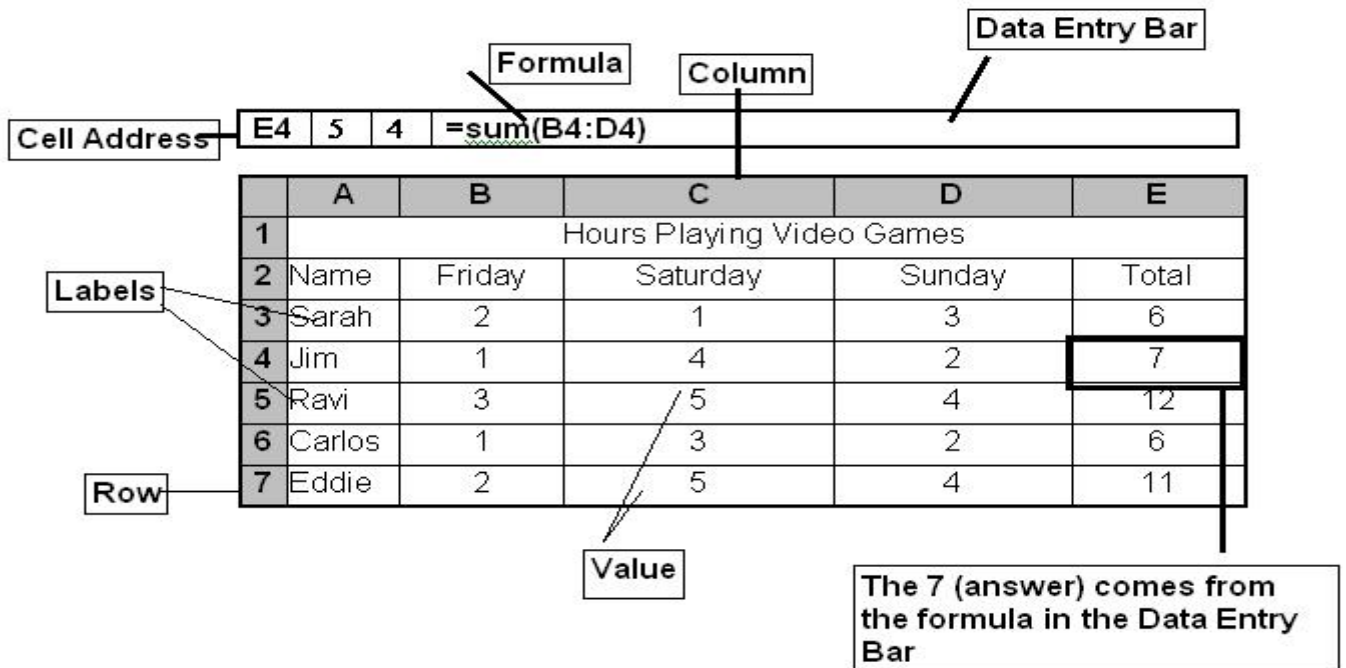 Data Entry Bar
Formula
Column
Cell Address
E4 5 4 =sum(B4:D4)
A B C D E
1 Hours Playing Video Games
2 Name Friday Saturday Sunday Total
Labels
3 Sarah 2 1 3 6
4 Jim 1 4 2 7
5 Ravi 3 5 4 12
6 Carlos 1 3 2 6
Row
7 Eddie 2 5 4 11
Value
The 7 (answer) comes from
the formula in the Data Entry
Bar